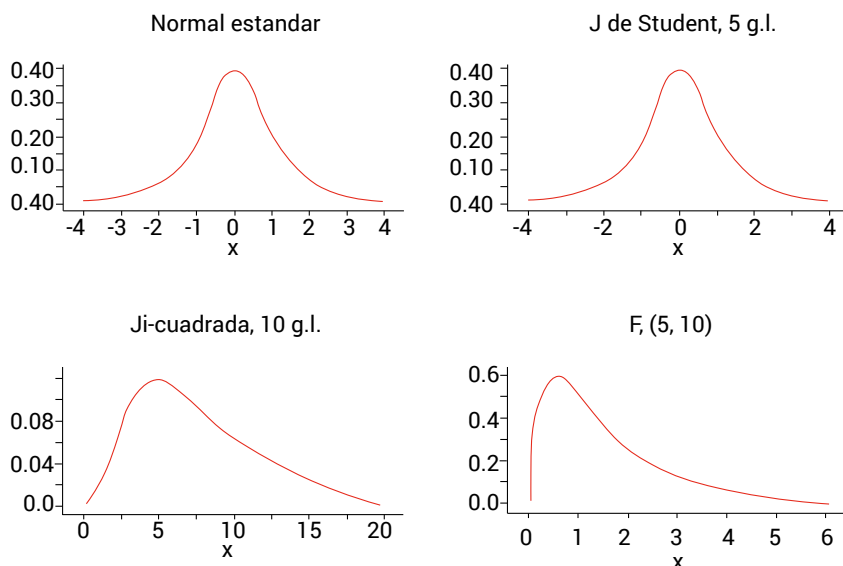 Normal estandar
0.40
0.30
0.20
0.10
0.40
-4 -3 -2 -1 0 1 2 3 4
x
J de Student, 5 g.l.
0.40
0.30
0.20
0.10
0.40
-4 -2 0 2 4
x
Ji-cuadrada, 10 g.l.
0.08
0.04
0.0
0 5 10 15 20
x
F, (5, 10)
0.6
0.4
0.2
0.0
0 1 2 3 4 5 6
x